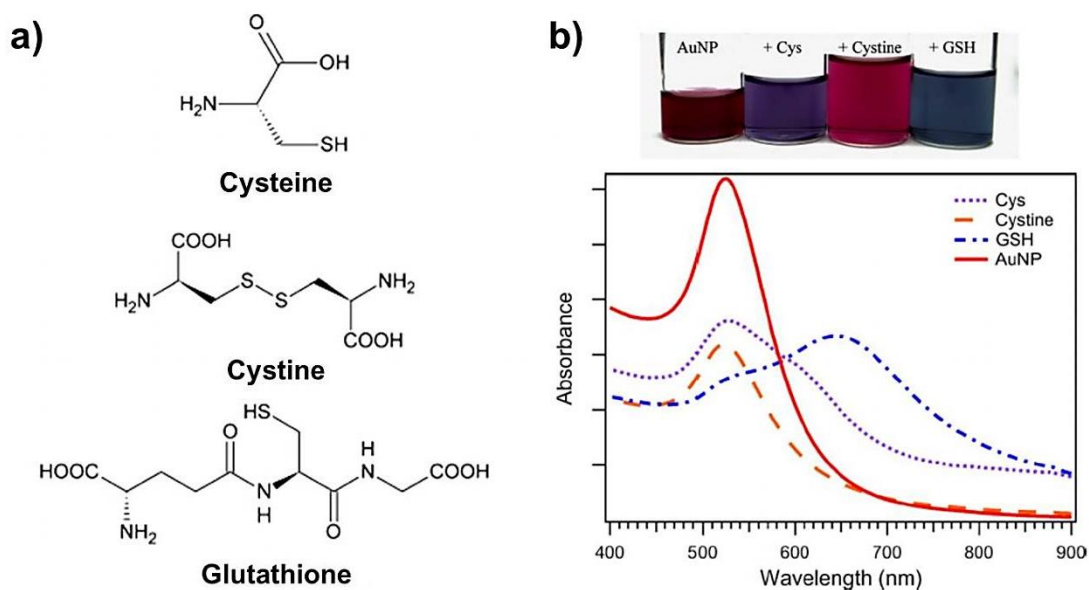 a)
O
OH
H₂N
SH
Cysteine
COOH
H₂N
S
S
NH₂
COOH
Cystine
HS
HOOC
NH₂
O
N
H
O
H
N
COOH
Glutathione
b)
AuNP + Cys + Cystine + GSH
Cys
Cystine
GSH
AuNP
Absorbance
400 500 600 700 800 900
Wavelength (nm)